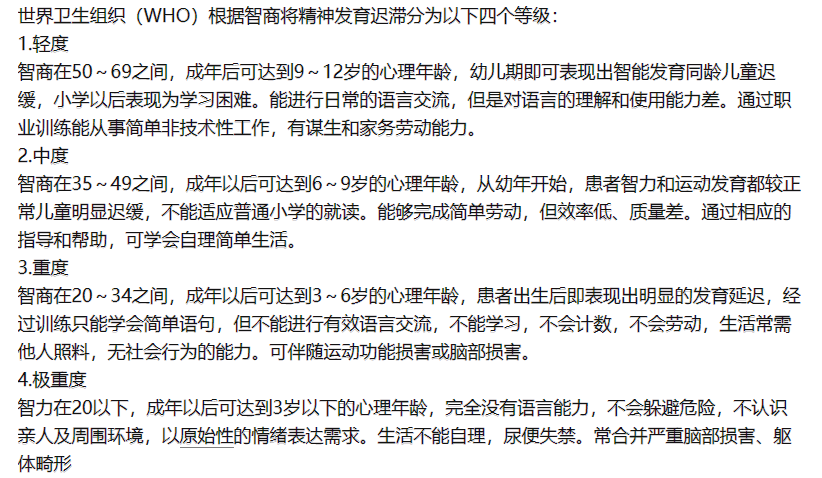 世界卫生组织（WHO）根据智商将精神发育迟滞分为以下四个等级：
1.轻度
智商在50～69之间，成年后可达到9～12岁的心理年龄，幼儿期即可表现出智能发育同龄儿童迟
缓，小学以后表现为学习困难。能进行日常的语言交流，但是对语言的理解和使用能力差。通过职
业训练能从事简单非技术性工作，有谋生和家务劳动能力。
2.中度
智商在35～49之间，成年以后可达到6～9岁的心理年龄，从幼年开始，患者智力和运动发育都较正
常儿童明显迟缓，不能适应普通小学的就读。能够完成简单劳动，但效率低、质量差。通过相应的
指导和帮助，可学会自理简单生活。
3.重度
智商在20～34之间，成年以后可达到3～6岁的心理年龄，患者出生后即表现出明显的发育延迟，经
过训练只能学会简单语句，但不能进行有效语言交流，不能学习，不会计数，不会劳动，生活常需
他人照料，无社会行为的能力。可伴随运动功能损害或脑部损害。
4.极重度
智力在20以下，成年以后可达到3岁以下的心理年龄，完全没有语言能力，不会躲避危险，不认识
亲人及周围环境，以原始性的情绪表达需求。生活不能自理，尿便失禁。常合并严重脑部损害、躯
体畸形